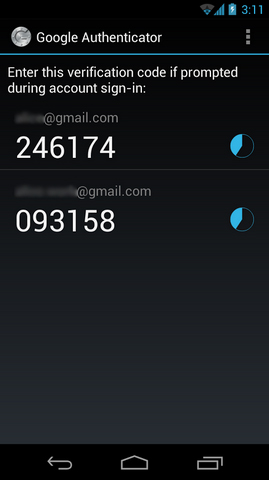 3:11
Google Authenticator
Enter this verification code if prompted
during account sign-in:
@gmail.com
246174
@gmail.com
093158